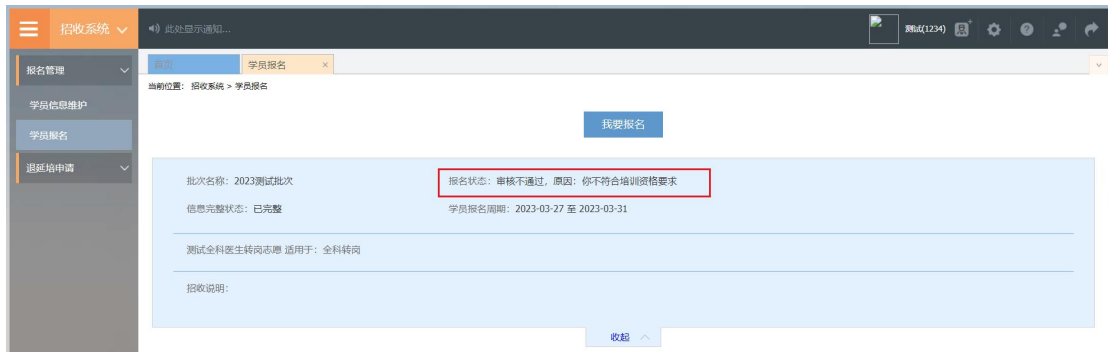 招收系统
此处显示通知...
测试(1234)
报名管理
首页
学员报名 ×
当前位置： 招收系统 > 学员报名
学员信息维护
学员报名
退延培申请
我要报名
批次名称：2023测试批次
报名状态：审核不通过，原因：你不符合培训资格要求
信息完整状态：已完整
学员报名周期：2023-03-27 至 2023-03-31
测试全科医生转岗志愿 适用于：全科转岗
招收说明：
收起